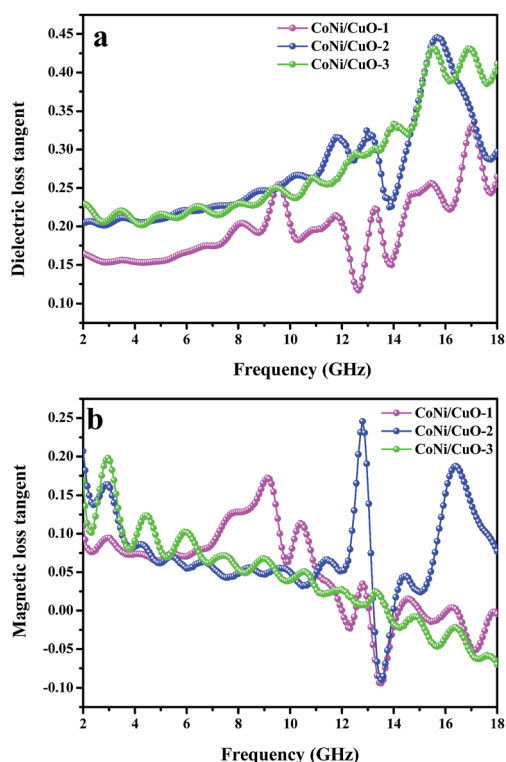 a
CoNi/CuO-1
CoNi/CuO-2
CoNi/CuO-3
Dielectric loss tangent
0.45
0.40
0.35
0.30
0.25
0.20
0.15
0.10
2 4 6 8 10 12 14 16 18
Frequency (GHz)
b
CoNi/CuO-1
CoNi/CuO-2
CoNi/CuO-3
Magnetic loss tangent
0.25
0.20
0.15
0.10
0.05
0.00
-0.05
-0.10
2 4 6 8 10 12 14 16 18
Frequency (GHz)